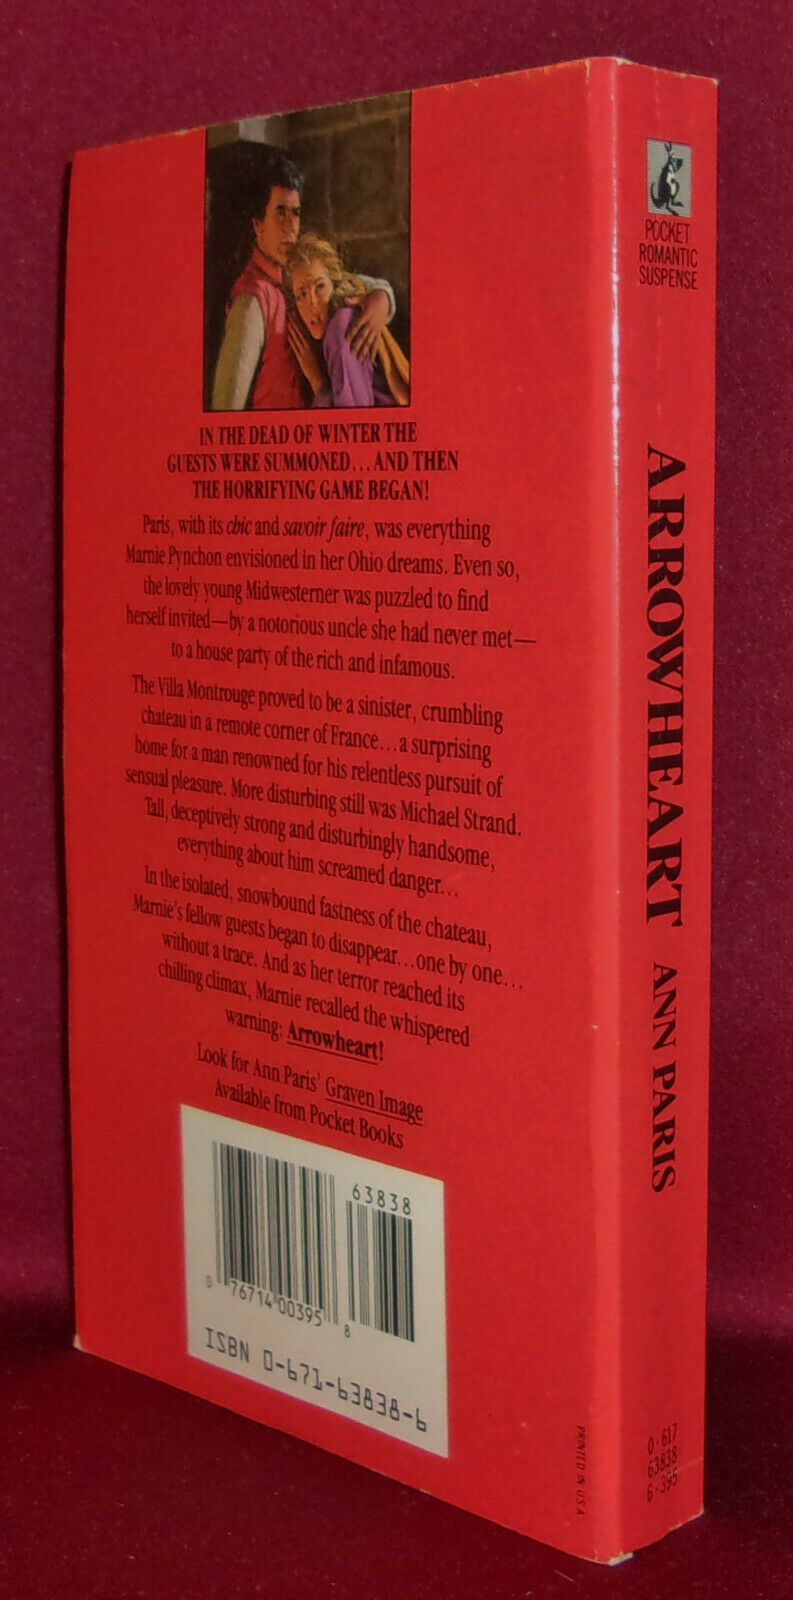 IN THE DEAD OF WINTER THE
GUESTS WERE SUMMONED...AND THEN
THE HORRIFYING GAME BEGAN!
Paris, with its chic and savoir faire, was everything
Marnie Pynchon envisioned in her Ohio dreams. Even so,
the lovely young Midwesterner was puzzled to find
herself invited—by a notorious uncle she had never met—
to a house party of the rich and infamous.
The Villa Montrouge proved to be a sinister, crumbling
chateau in a remote corner of France...a surprising
home for a man renowned for his relentless pursuit of
sensual pleasure. More disturbing still was Michael Strand.
Tall, deceptively strong and disturbingly handsome,
everything about him screamed danger...
In the isolated, snowbound fastness of the chateau,
Marnie's fellow guests began to disappear...one by one...
without a trace. And as her terror reached its
chilling climax, Marnie recalled the whispered
warning: Arrowheart!
Look for Ann Paris' Graven Image
Available from Pocket Books
63838
0 76714 00395 8
ISBN 0-671-63838-6
PRINTED IN U.S.A.
POCKET
ROMANTIC
SUSPENSE
ARROWHEART ANN PARIS
0·617
63838
6·395